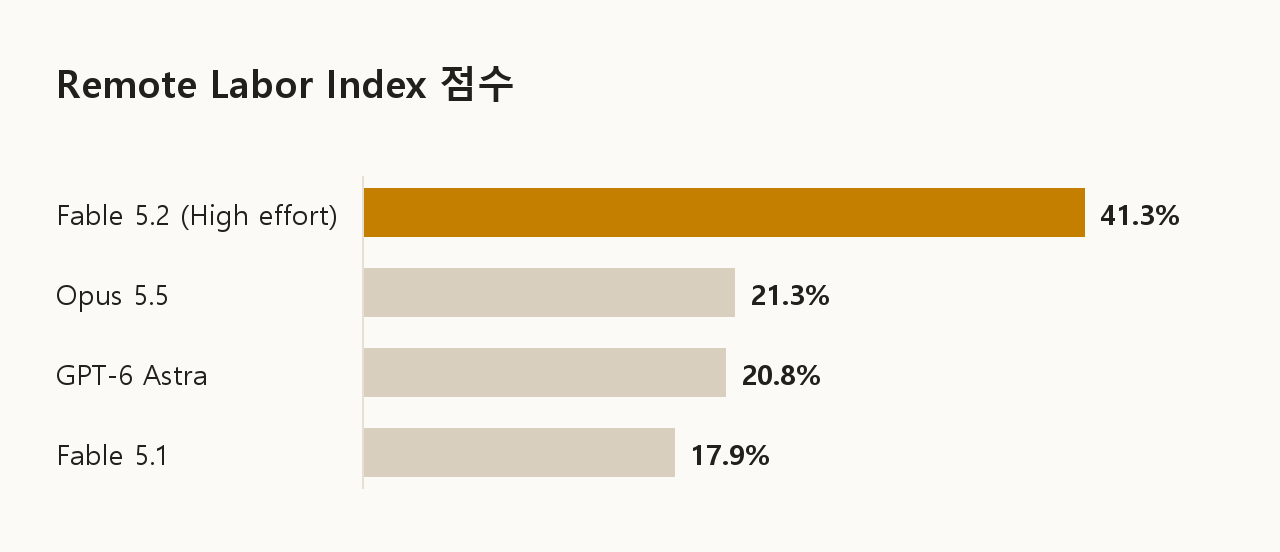 Remote Labor Index 점수
Fable 5.2 (High effort) 41.3%
Opus 5.5 21.3%
GPT-6 Astra 20.8%
Fable 5.1 17.9%